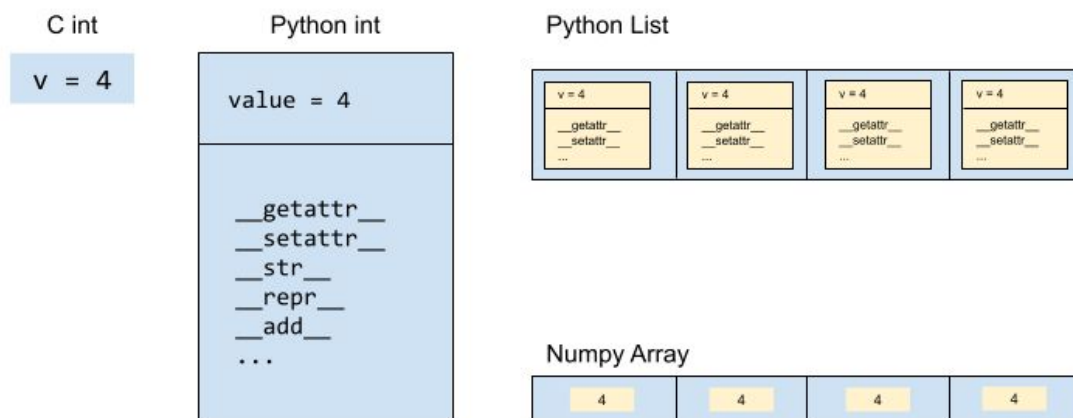 C int
v = 4
Python int
value = 4
__getattr__
__setattr__
__str__
__repr__
__add__
...
Python List
v = 4
__getattr__
__setattr__
...
v = 4
__getattr__
__setattr__
...
v = 4
__getattr__
__setattr__
...
v = 4
__getattr__
__setattr__
...
Numpy Array
4
4
4
4